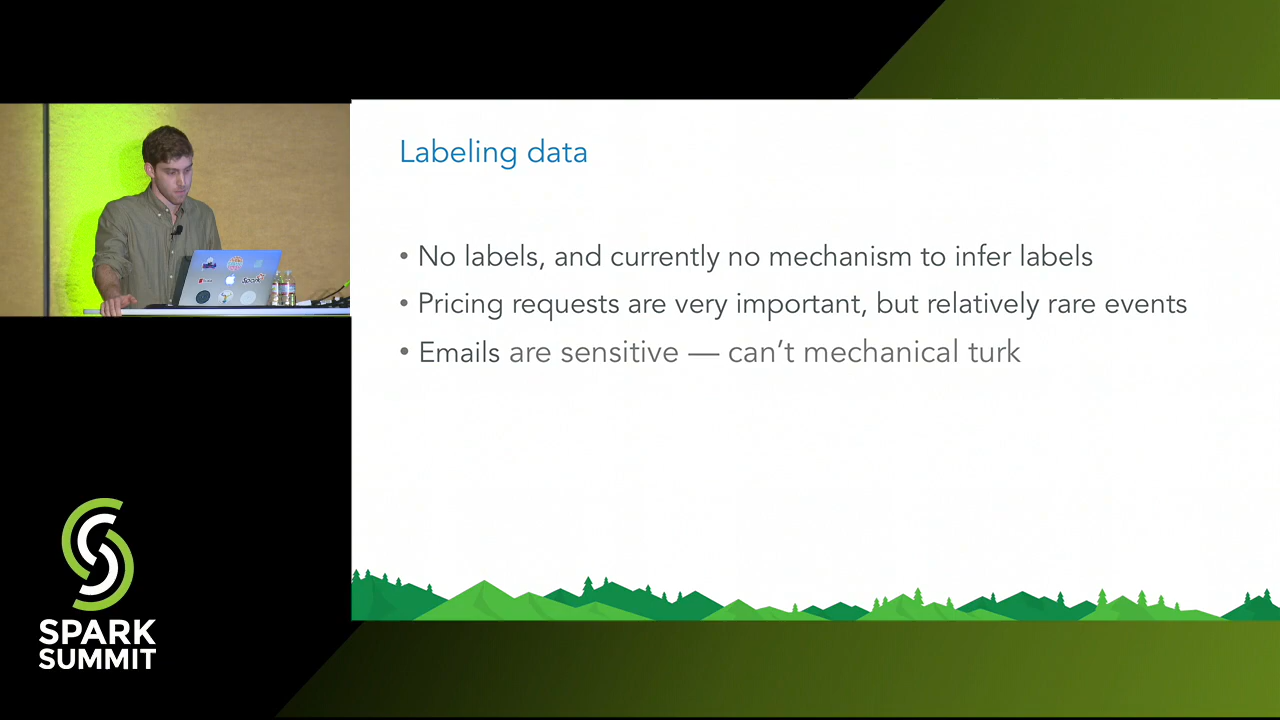 Labeling data
• No labels, and currently no mechanism to infer labels
• Pricing requests are very important, but relatively rare events
• Emails are sensitive — can't mechanical turk
Spark
SPARK
SUMMIT